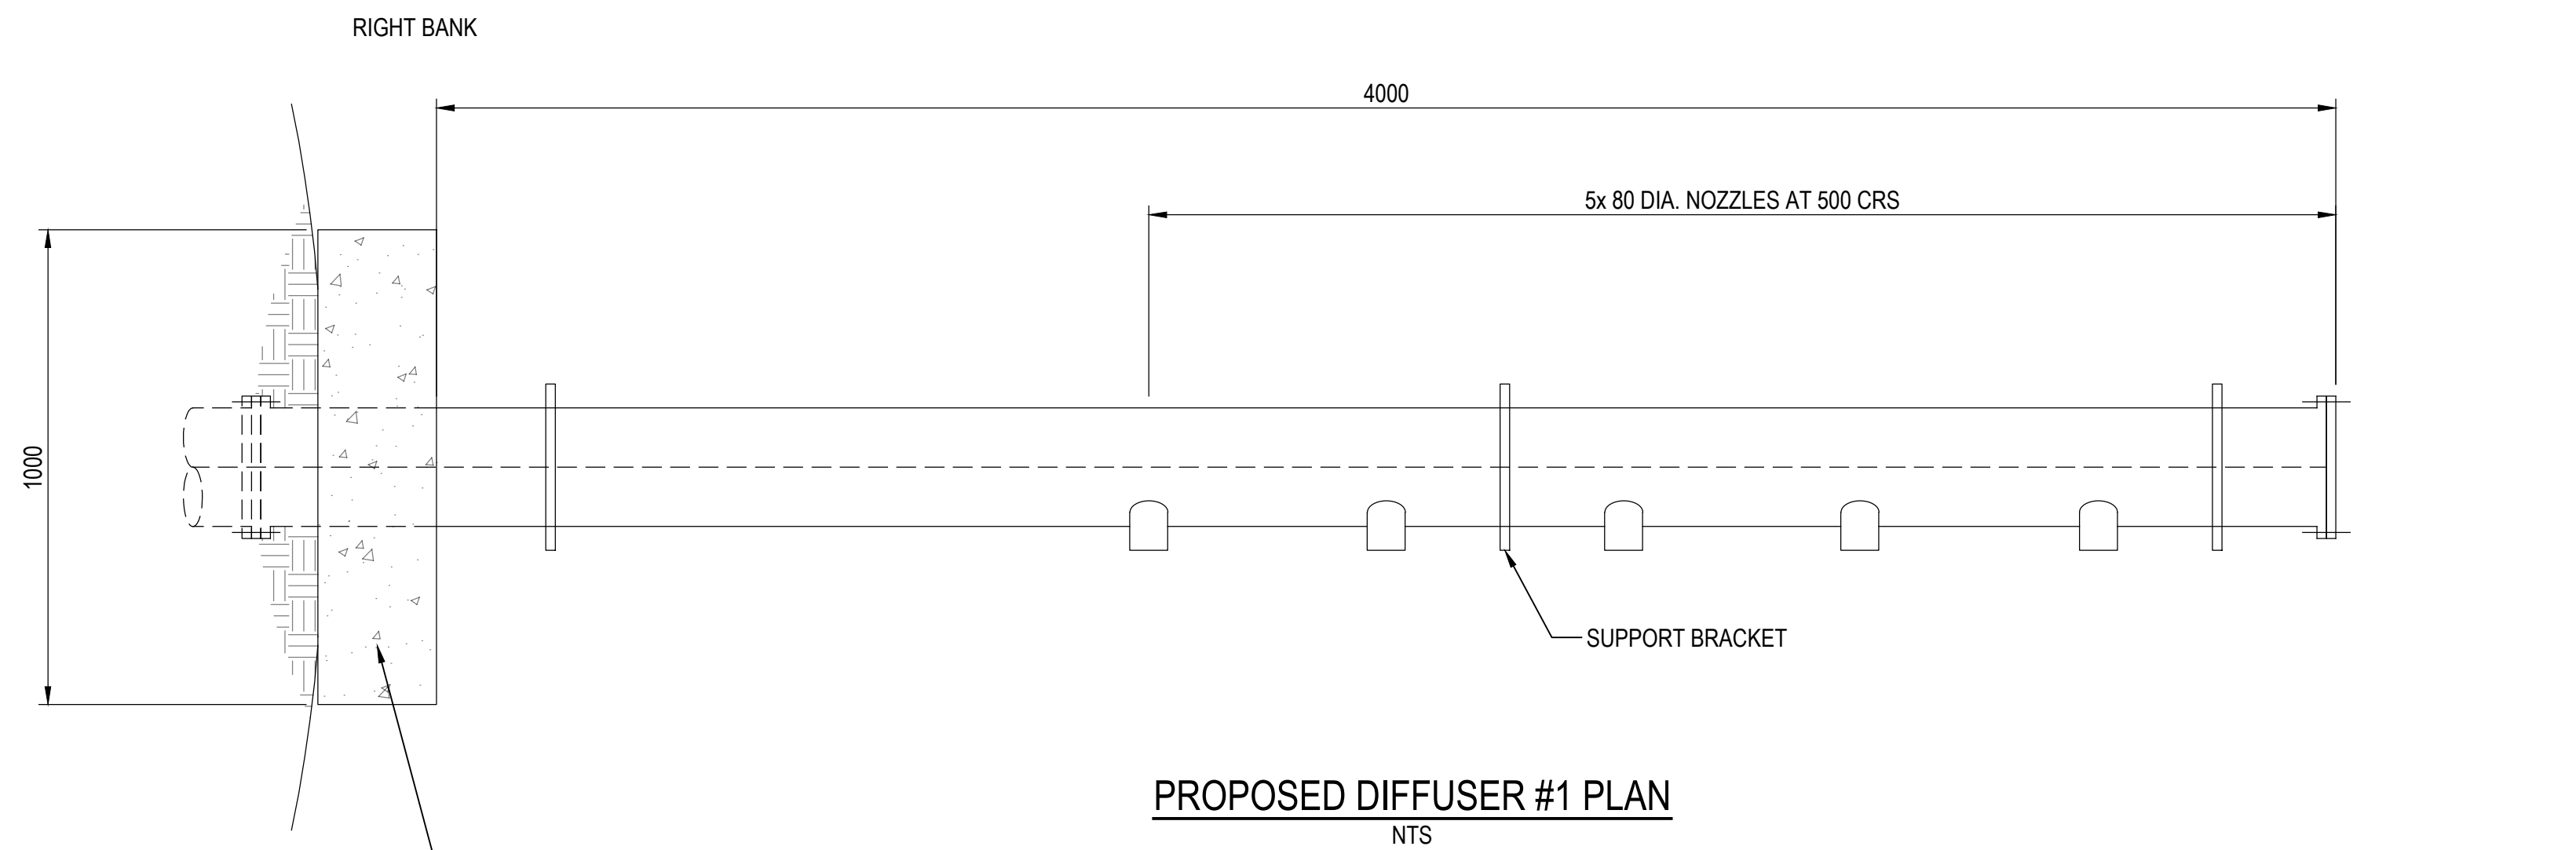 RIGHT BANK
4000
5x 80 DIA. NOZZLES AT 500 CRS
1000
SUPPORT BRACKET
PROPOSED DIFFUSER #1 PLAN
NTS